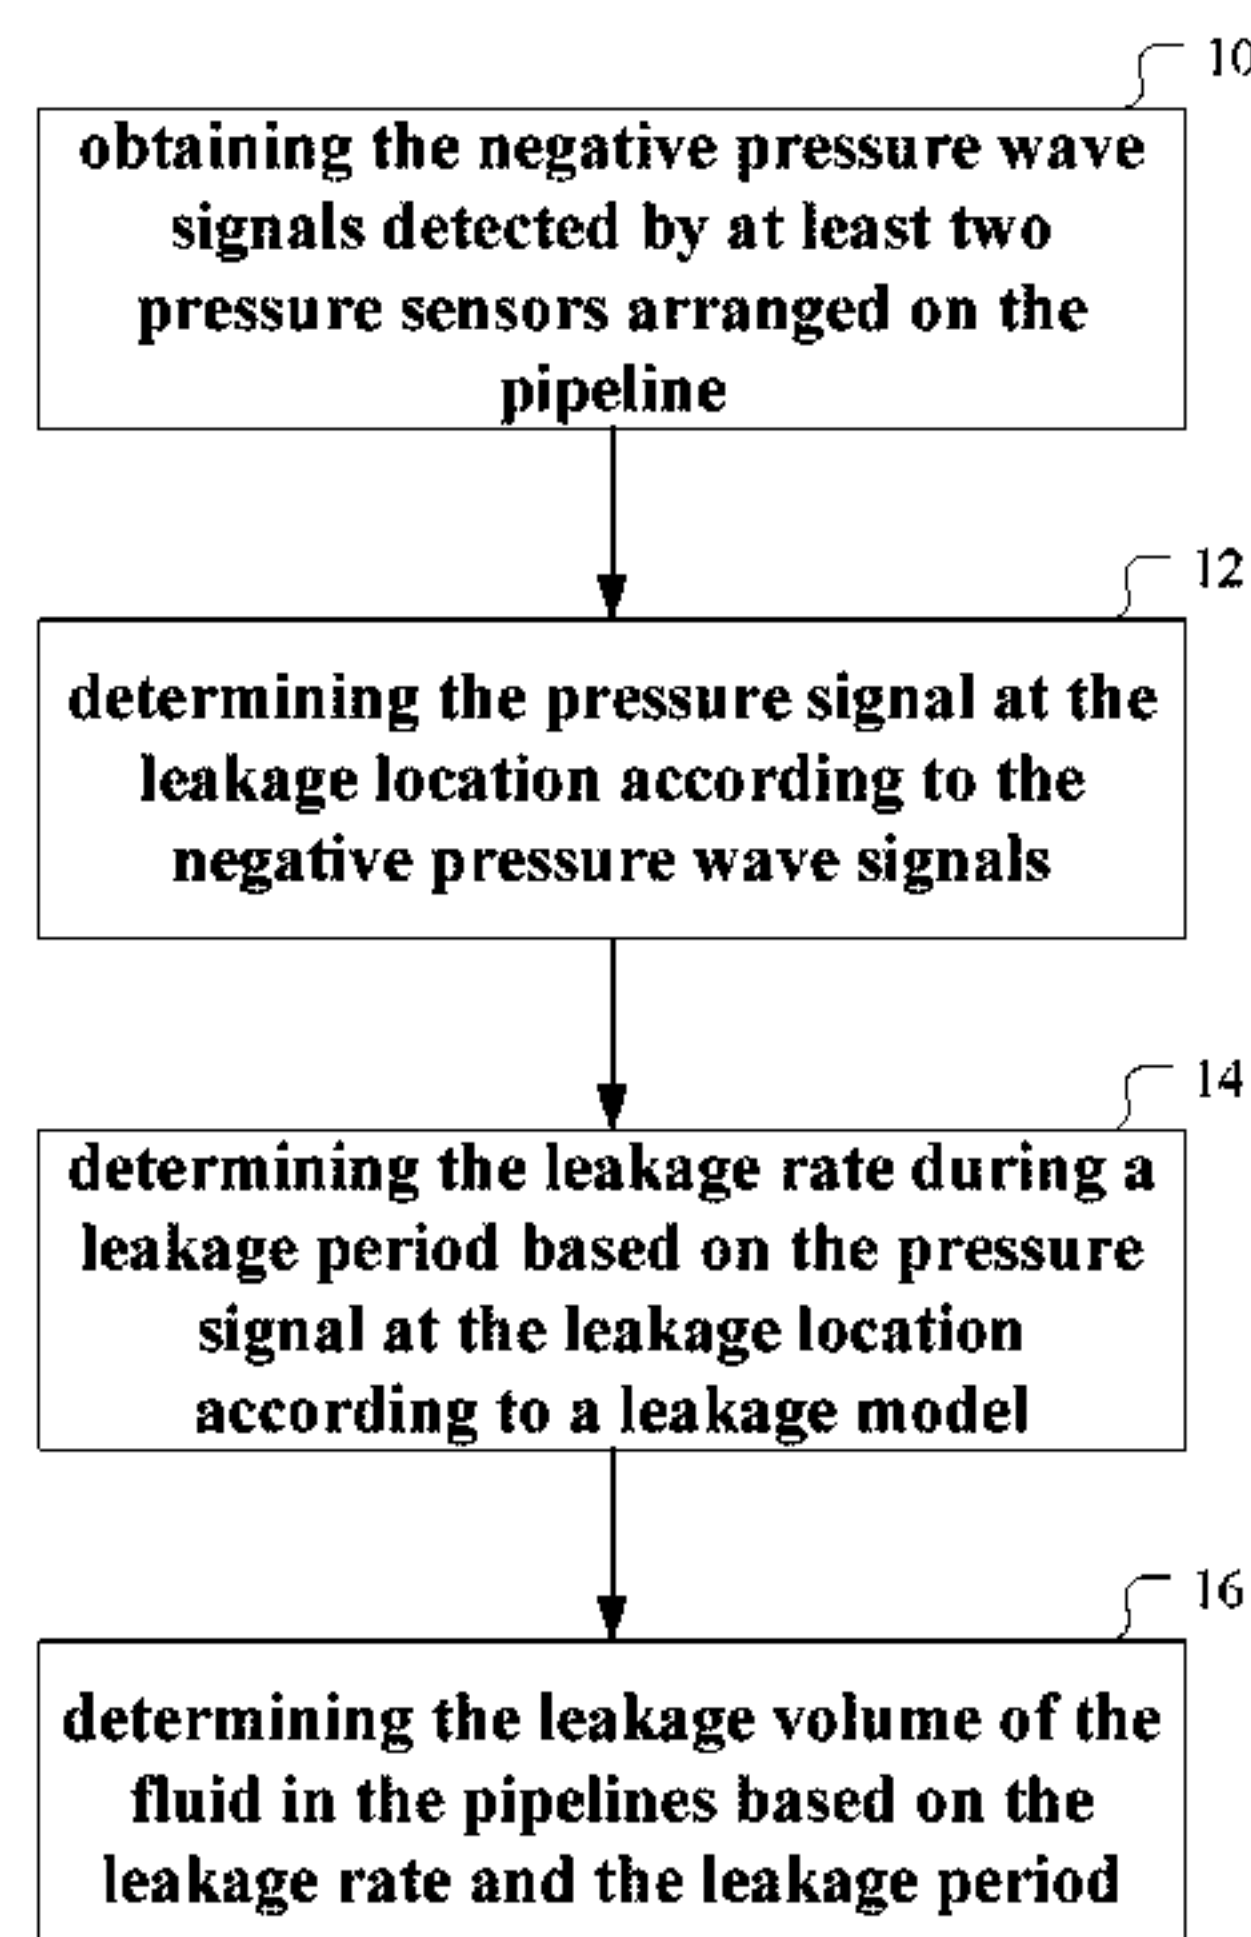 10
obtaining the negative pressure wave
signals detected by at least two
pressure sensors arranged on the
pipeline
12
determining the pressure signal at the
leakage location according to the
negative pressure wave signals
14
determining the leakage rate during a
leakage period based on the pressure
signal at the leakage location
according to a leakage model
16
determining the leakage volume of the
fluid in the pipelines based on the
leakage rate and the leakage period